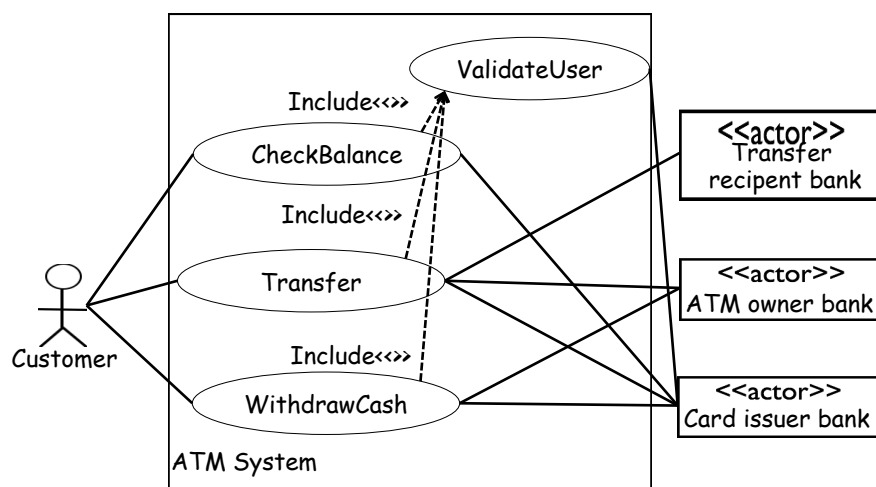 ValidateUser
Include<<>>
CheckBalance
<<actor>>
Transfer
recipent bank
Include<<>>
Transfer
<<actor>>
ATM owner bank
Customer
Include<<>>
WithdrawCash
<<actor>>
Card issuer bank
ATM System